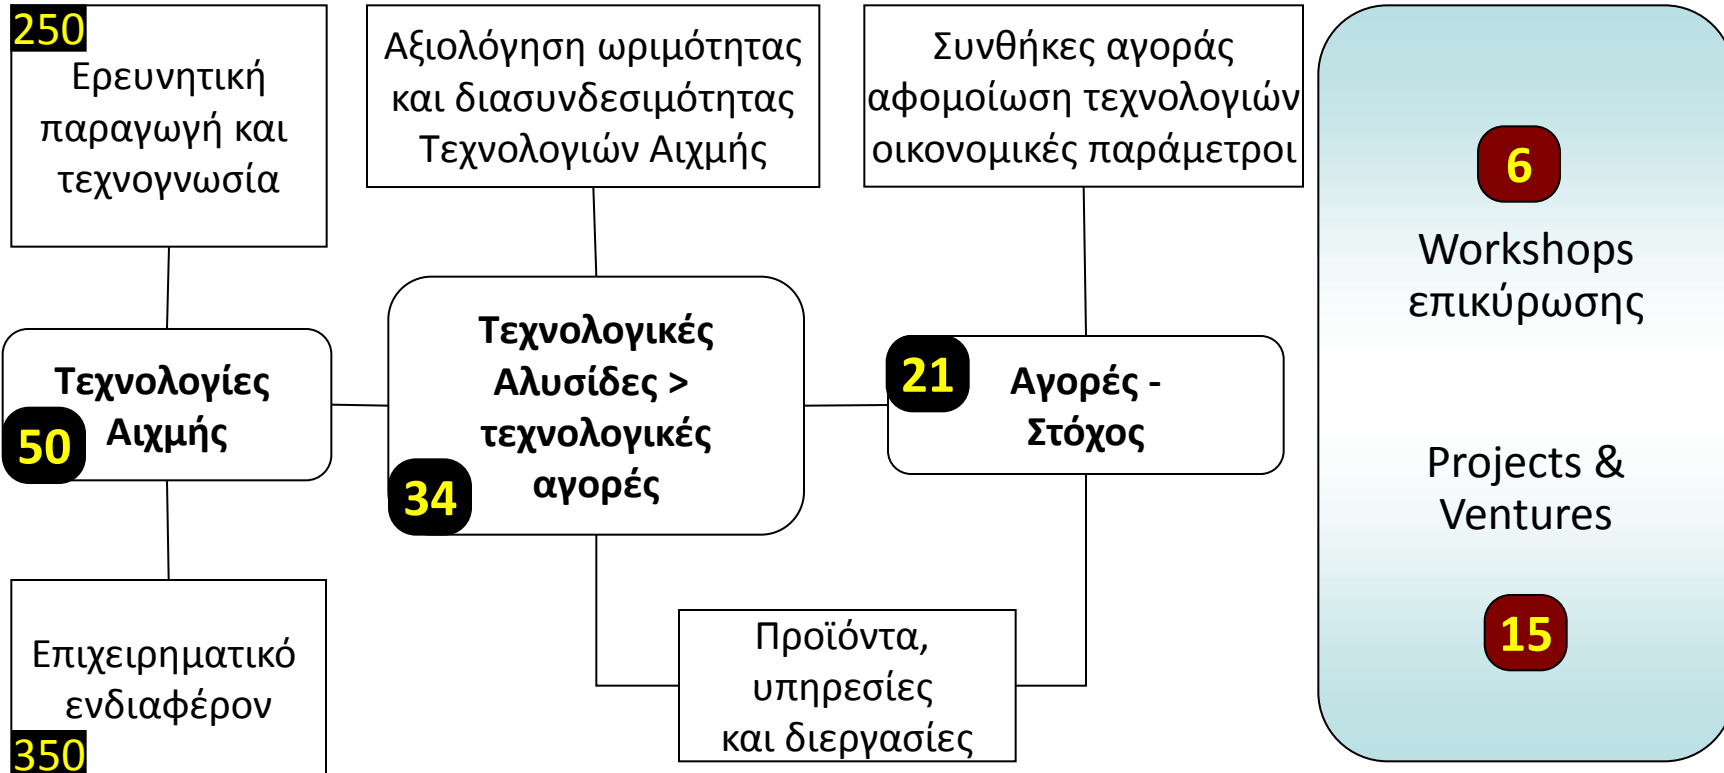 250
Ερευνητική
παραγωγή και
τεχνογνωσία
Αξιολόγηση ωριμότητας
και διασυνδεσιμότητας
Τεχνολογιών Αιχμής
Συνθήκες αγοράς
αφομοίωση τεχνολογιών
οικονομικές παράμετροι
Τεχνολογίες
Αιχμής
50
Τεχνολογικές
Αλυσίδες >
τεχνολογικές
αγορές
34
21
Αγορές -
Στόχος
Επιχειρηματικό
ενδιαφέρον
350
Προϊόντα,
υπηρεσίες
και διεργασίες
6
Workshops
επικύρωσης
Projects &
Ventures
15